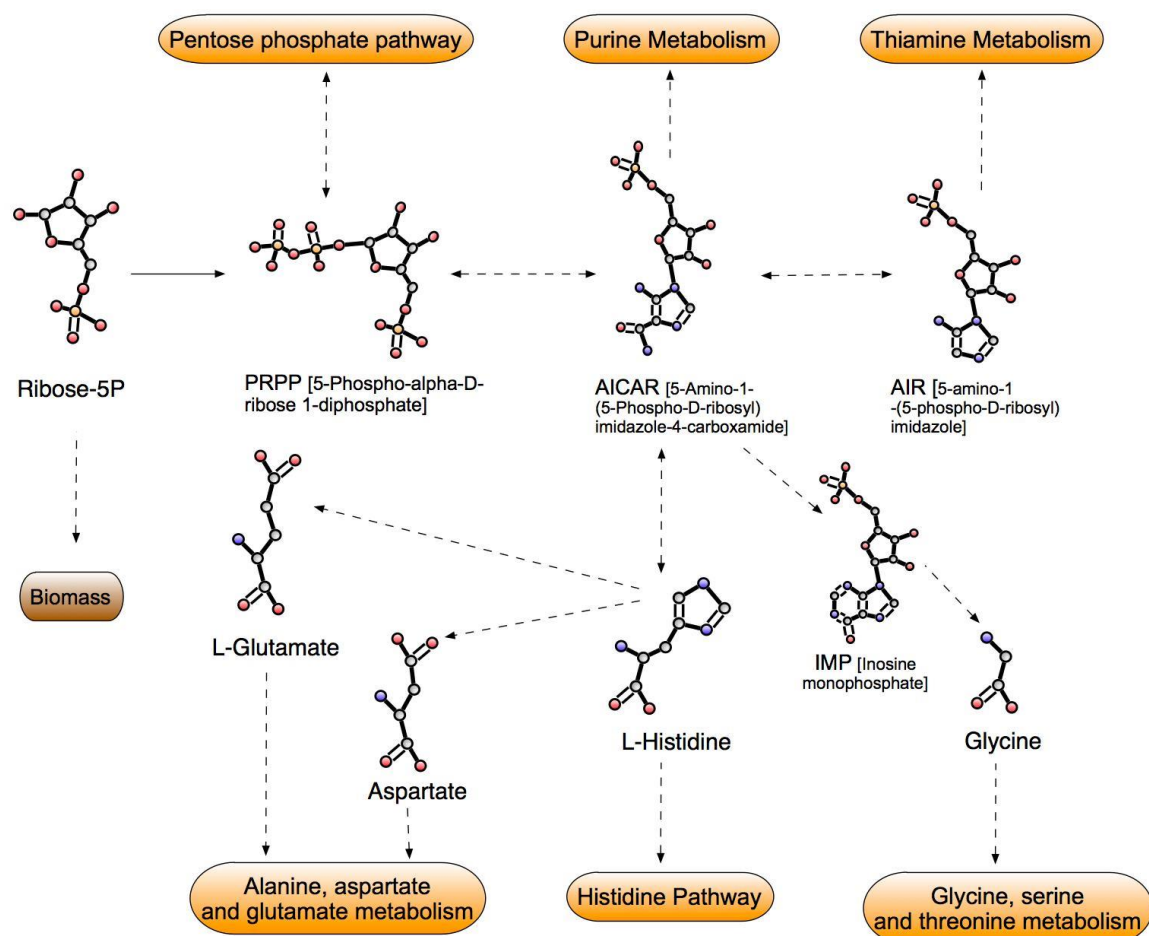 Pentose phosphate pathway
Purine Metabolism
Thiamine Metabolism
Ribose-5P
PRPP [5-Phospho-alpha-D-
ribose 1-diphosphate]
AICAR [5-Amino-1-
(5-Phospho-D-ribosyl)
imidazole-4-carboxamide]
AIR [5-amino-1
-(5-phospho-D-ribosyl)
imidazole]
Biomass
L-Glutamate
Aspartate
L-Histidine
IMP [Inosine
monophosphate]
Glycine
Alanine, aspartate
and glutamate metabolism
Histidine Pathway
Glycine, serine
and threonine metabolism